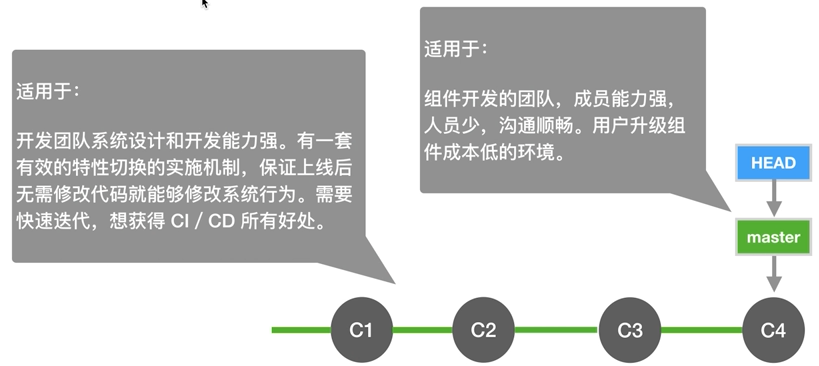 适用于：
开发团队系统设计和开发能力强。有一套
有效的特性切换的实施机制，保证上线后
无需修改代码就能够修改系统行为。需要
快速迭代，想获得 CI / CD 所有好处。
适用于：
组件开发的团队，成员能力强，
人员少，沟通顺畅。用户升级组
件成本低的环境。
HEAD
master
C1
C2
C3
C4